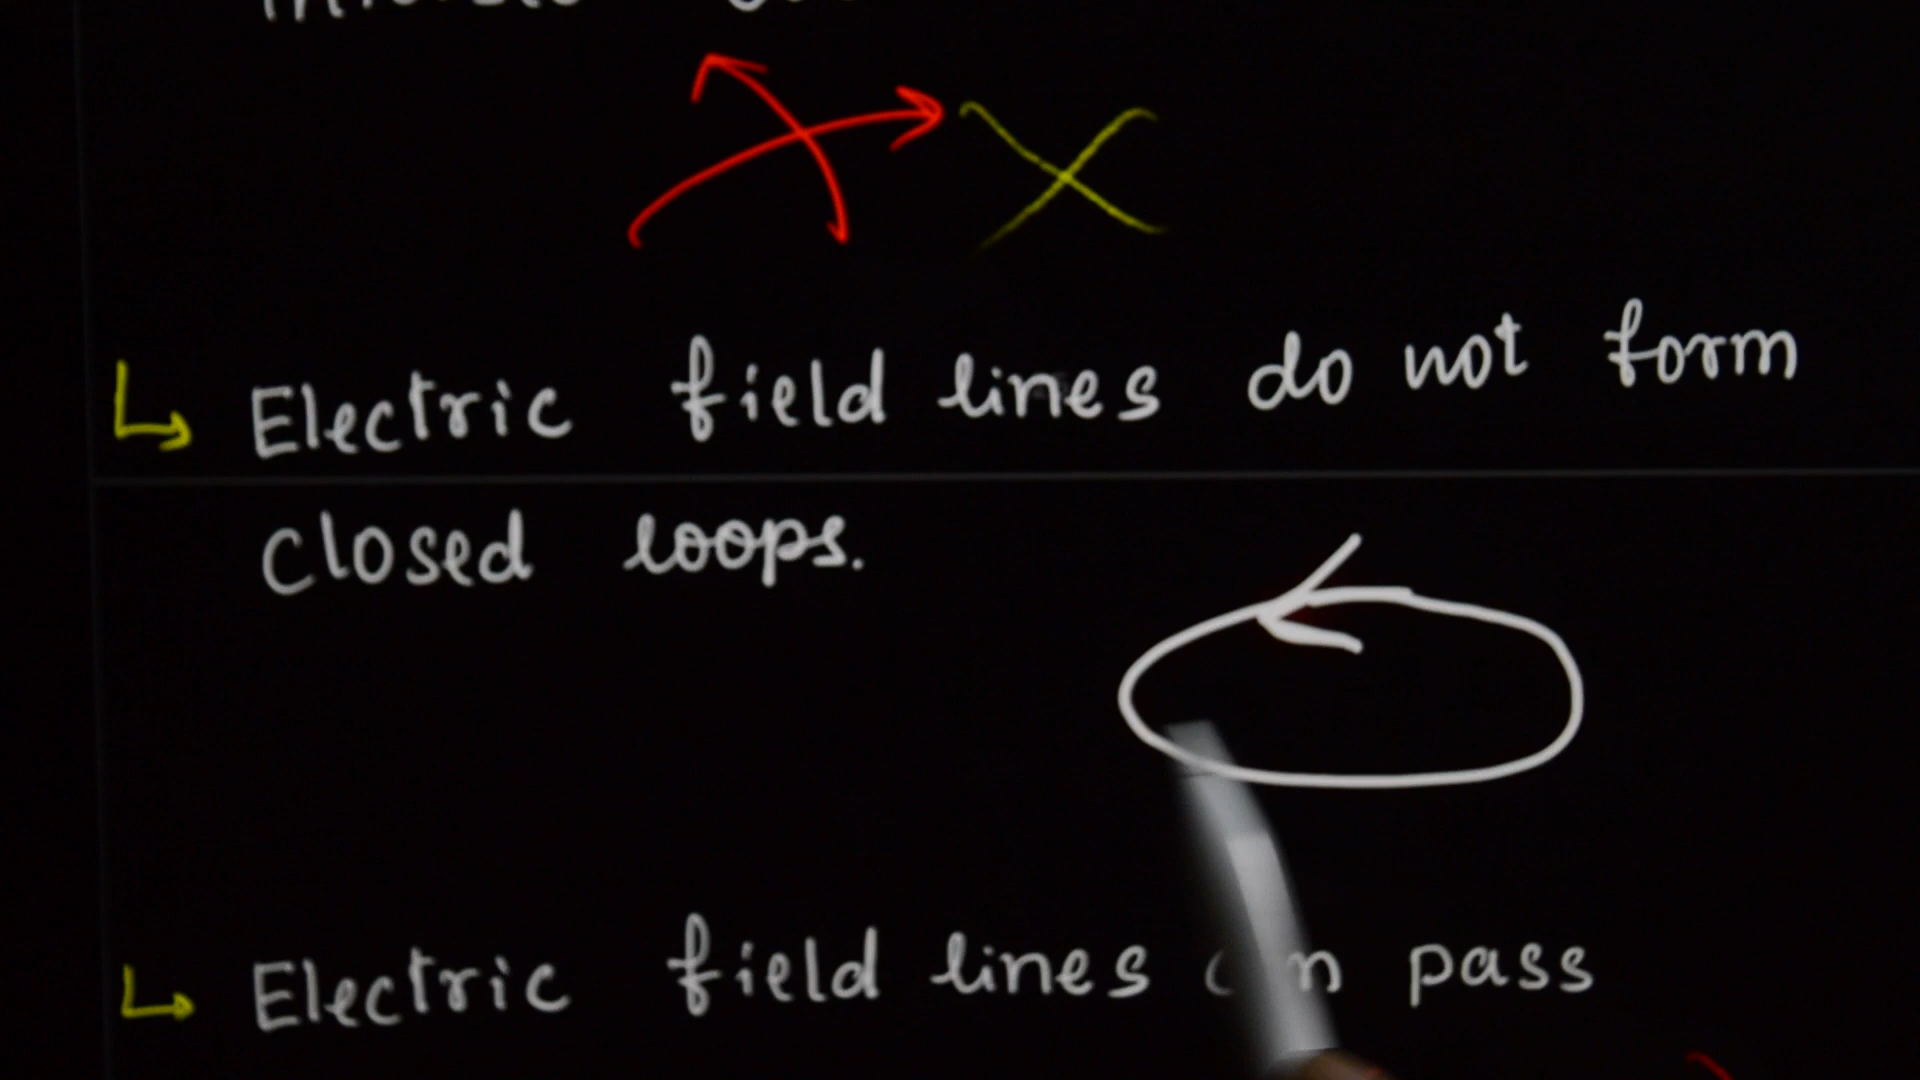 Electric field lines do not form
closed loops.
Electric field lines pass